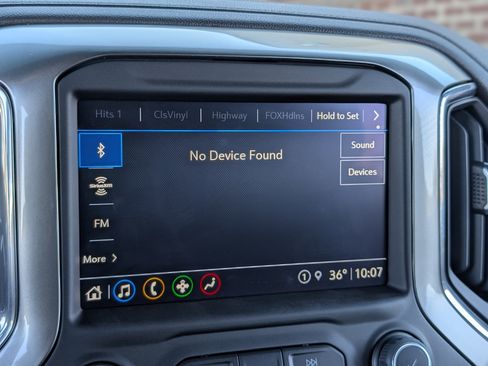 Hits 1 ClsVinyl Highway FOXHdlns Hold to Set >
No Device Found
Sound
Devices
SiriusXM
FM
More >
1 36° 10:07